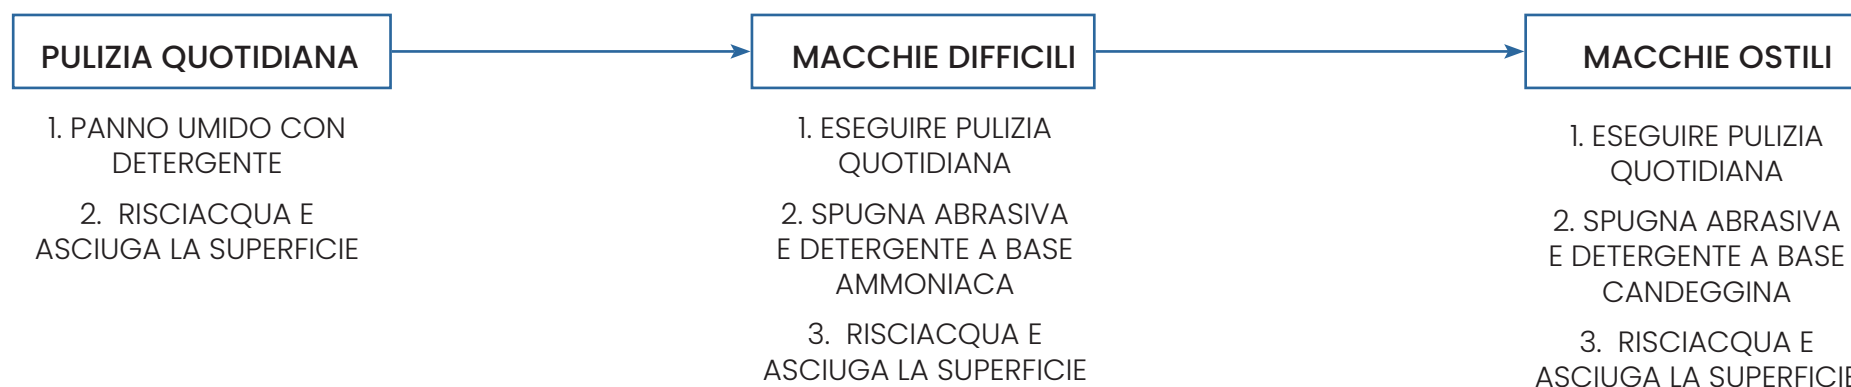 PULIZIA QUOTIDIANA
1. PANNO UMIDO CON
DETERGENTE
2. RISCIACQUA E
ASCIUGA LA SUPERFICIE
MACCHIE DIFFICILI
1. ESEGUIRE PULIZIA
QUOTIDIANA
2. SPUGNA ABRASIVA
E DETERGENTE A BASE
AMMONIACA
3. RISCIACQUA E
ASCIUGA LA SUPERFICIE
MACCHIE OSTILI
1. ESEGUIRE PULIZIA
QUOTIDIANA
2. SPUGNA ABRASIVA
E DETERGENTE A BASE
CANDEGGINA
3. RISCIACQUA E
ASCIUGA LA SUPERFICIE